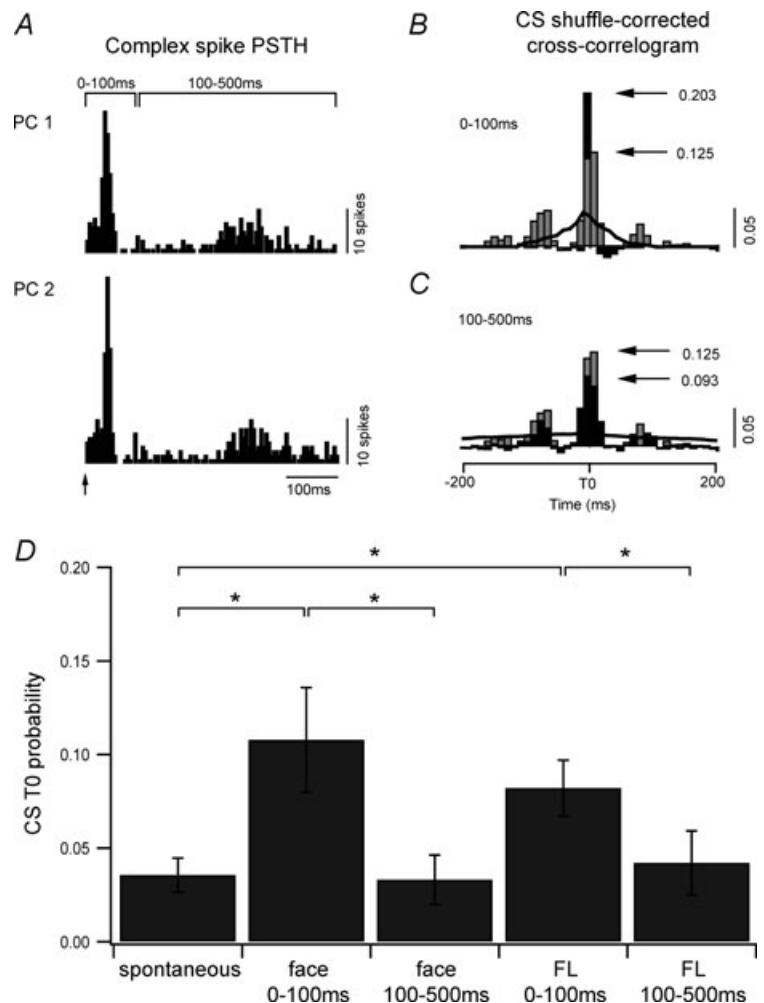 A
Complex spike PSTH
0-100ms
100-500ms
PC 1
10 spikes
PC 2
10 spikes
100ms
B
CS shuffle-corrected
cross-correlogram
0-100ms
0.203
0.125
0.05
C
100-500ms
0.125
0.093
0.05
-200
T0
200
Time (ms)
D
CS T0 probability
0.20
0.15
0.10
0.05
0.00
*
*
*
*
spontaneous
face
0-100ms
face
100-500ms
FL
0-100ms
FL
100-500ms